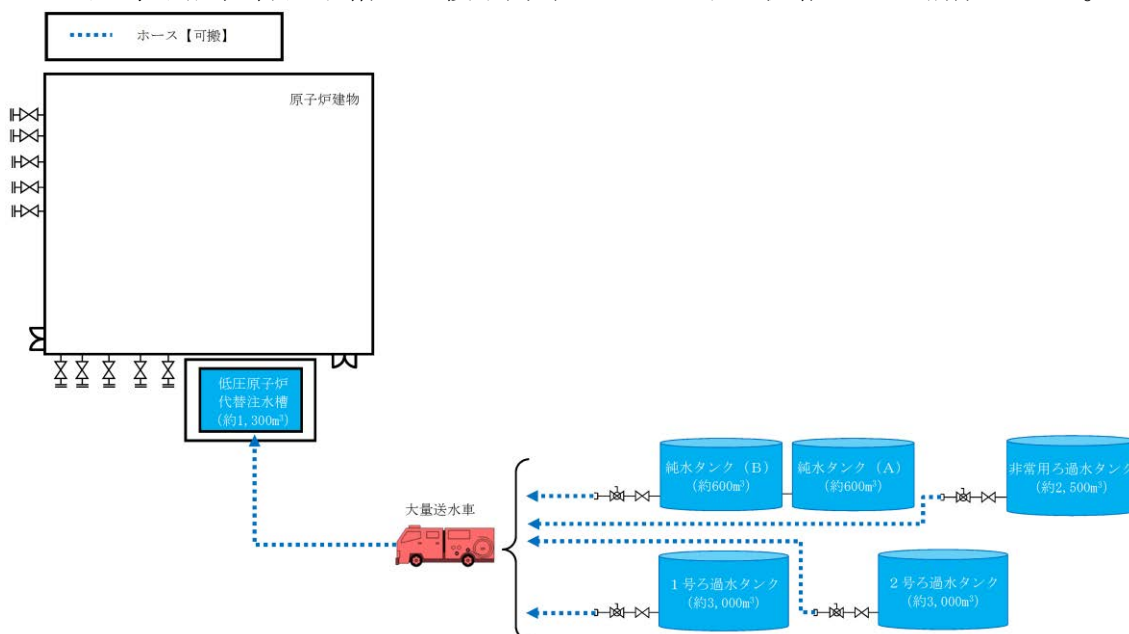 ホース【可搬】
原子炉建物
低圧原子炉
代替注水槽
(約1,300m³)
大量送水車
純水タンク(B)
(約600m³)
純水タンク(A)
(約600m³)
非常用ろ過水タンク
(約2,500m³)
1号ろ過水タンク
(約3,000m³)
2号ろ過水タンク
(約3,000m³)